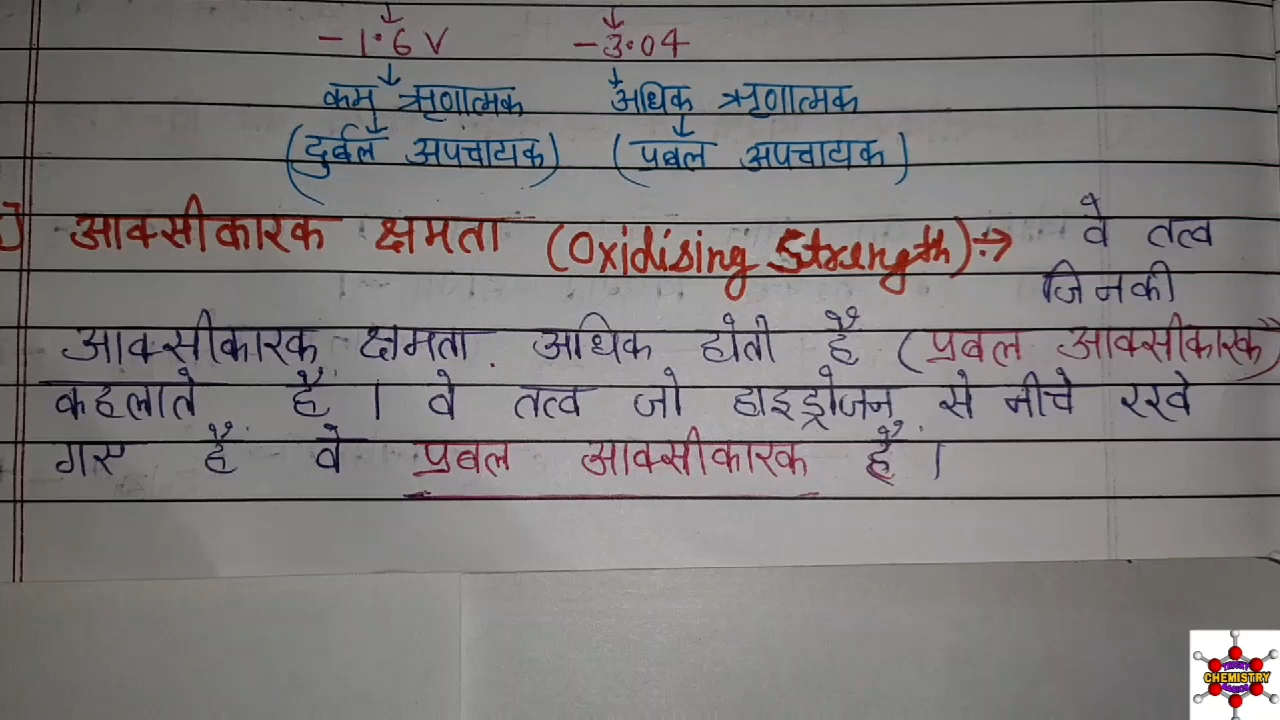 -1.6 V -3.04
कम ऋणात्मक अधिक ऋणात्मक
(दुर्बल अपचायक) (प्रबल अपचायक)
आक्सीकारक क्षमता (Oxidising Strength) :→ वे तत्व
जिनकी
आक्सीकारक क्षमता अधिक होती है (प्रबल आक्सीकारक)
कहलाते हैं। वे तत्व जो हाइड्रोजन से नीचे रखे
गए हैं वे प्रबल आक्सीकारक हैं।
CHEMISTRY